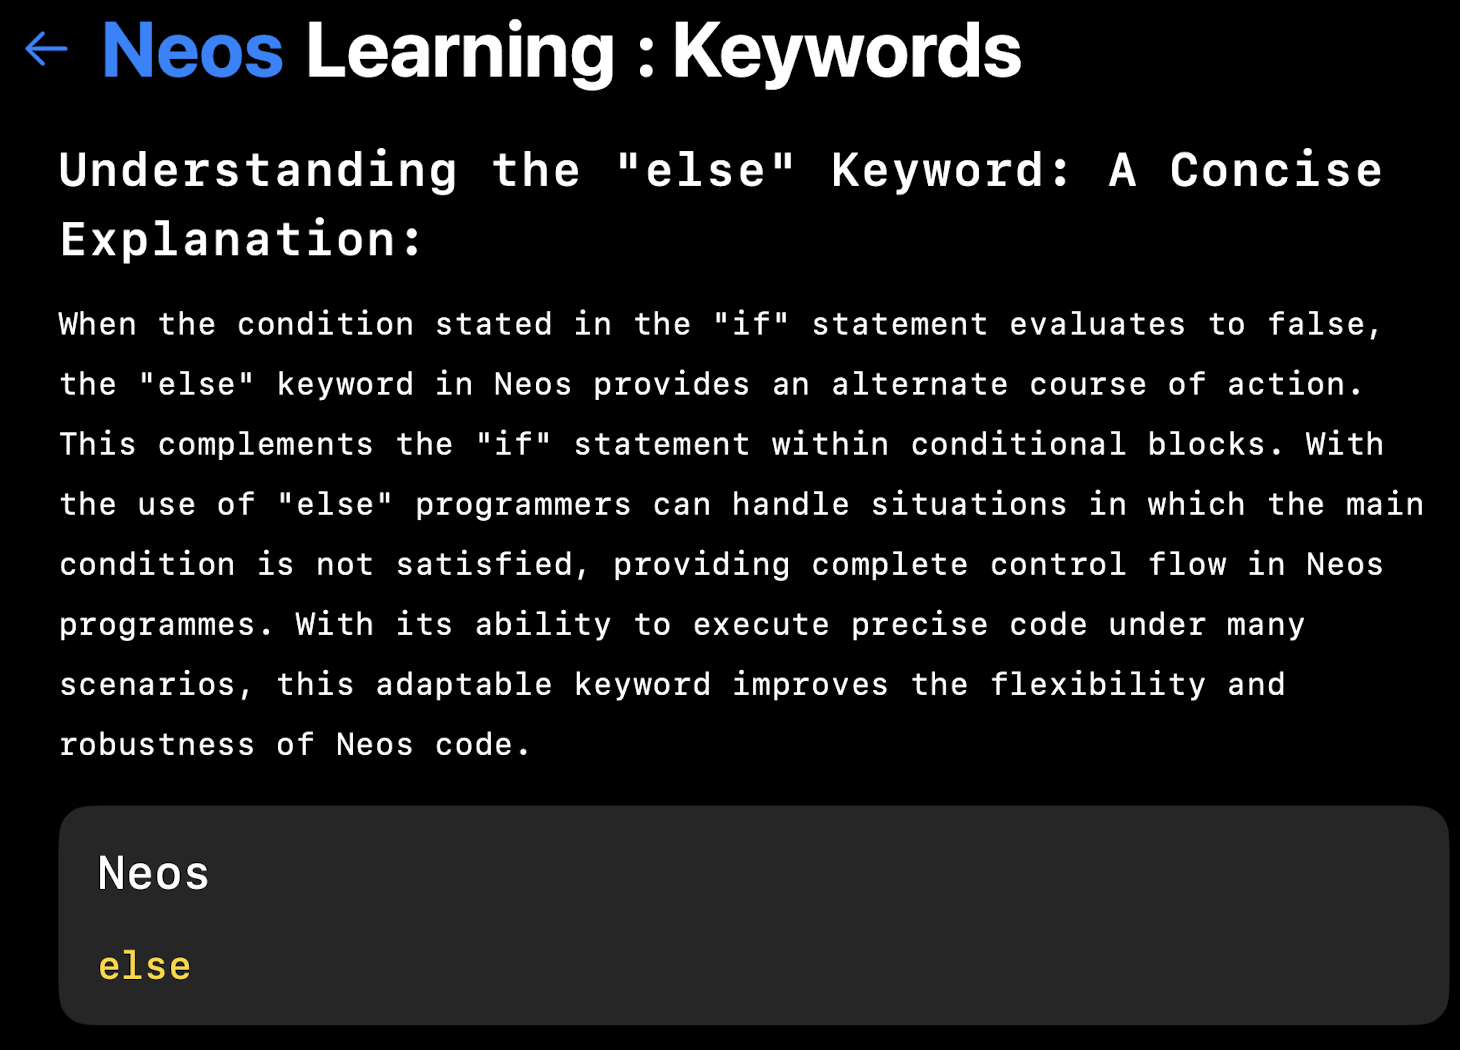 ← Neos Learning : Keywords
Understanding the "else" Keyword: A Concise
Explanation:
When the condition stated in the "if" statement evaluates to false,
the "else" keyword in Neos provides an alternate course of action.
This complements the "if" statement within conditional blocks. With
the use of "else" programmers can handle situations in which the main
condition is not satisfied, providing complete control flow in Neos
programmes. With its ability to execute precise code under many
scenarios, this adaptable keyword improves the flexibility and
robustness of Neos code.
Neos
else